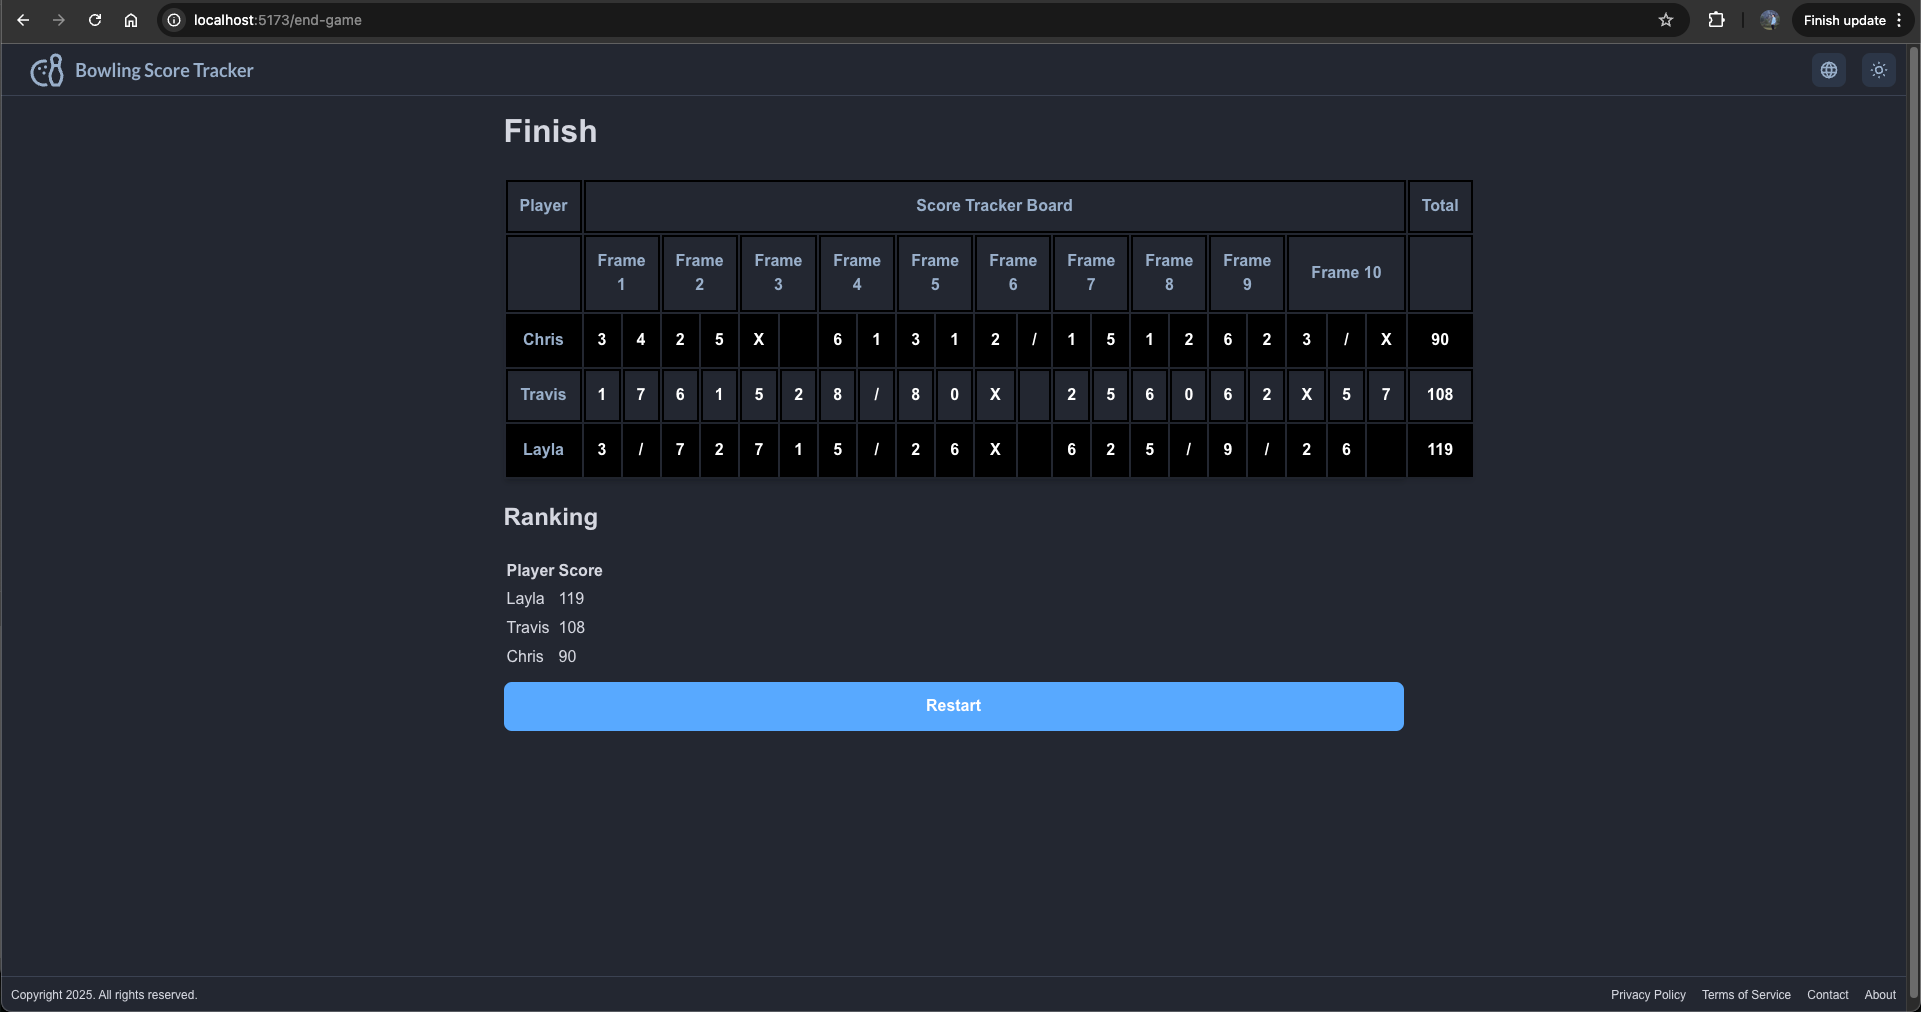 localhost:5173/end-game
Finish update
Bowling Score Tracker
Finish
Player Score Tracker Board Total
Frame 1 Frame 2 Frame 3 Frame 4 Frame 5 Frame 6 Frame 7 Frame 8 Frame 9 Frame 10
Chris 3 4 2 5 X 6 1 3 1 2 / 1 5 1 2 6 2 3 / X 90
Travis 1 7 6 1 5 2 8 / 8 0 X 2 5 6 0 6 2 X 5 7 108
Layla 3 / 7 2 7 1 5 / 2 6 X 6 2 5 / 9 / 2 6 119
Ranking
Player Score
Layla 119
Travis 108
Chris 90
Restart
Copyright 2025. All rights reserved.
Privacy Policy Terms of Service Contact About